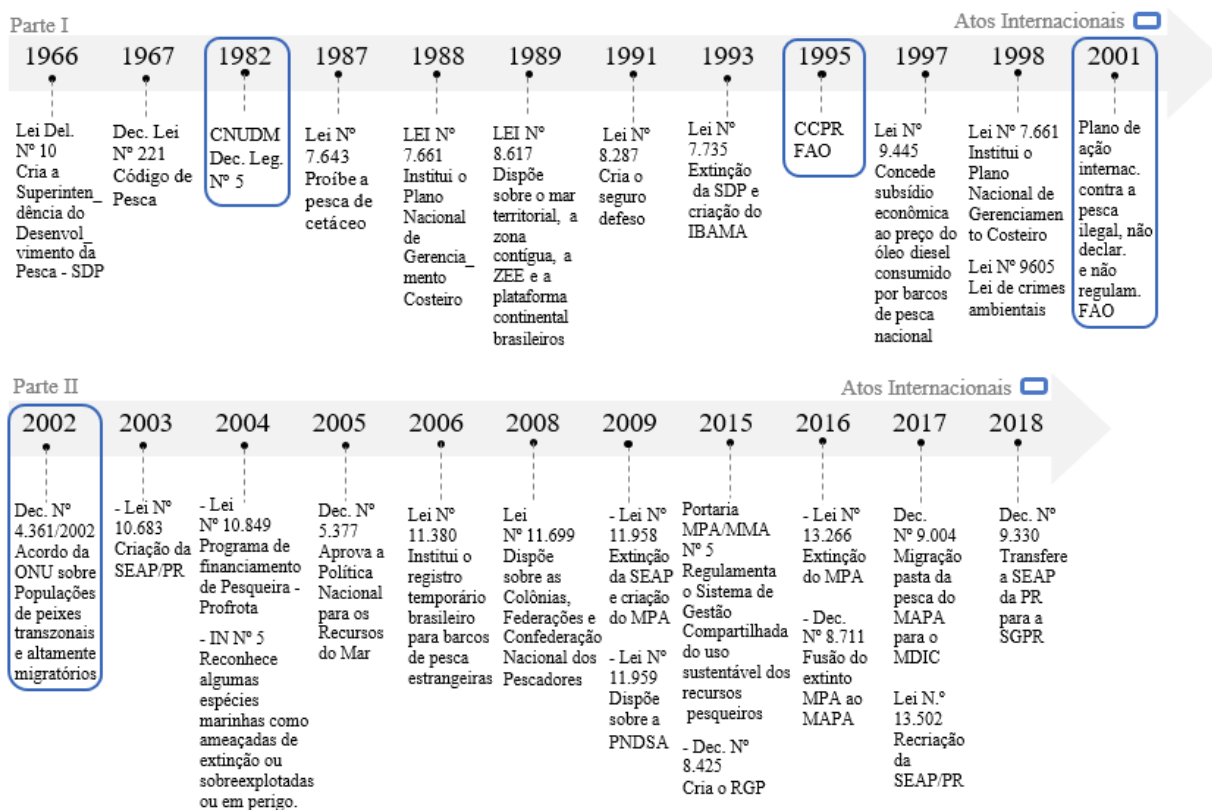 Parte I
Atos Internacionais
1966
1967
1982
1987
1988
1989
1991
1993
1995
1997
1998
2001
Lei Del.
Nº 10
Cria a
Superinten_
dência do
Desenvol_
vimento da
Pesca - SDP
Dec. Lei
Nº 221
Código de
Pesca
CNUDM
Dec. Leg.
Nº 5
Lei Nº
7.643
Proíbe a
pesca de
cetáceo
LEI Nº
7.661
Institui o
Plano
Nacional
de
Gerencia_
mento
Costeiro
LEI Nº
8.617
Dispõe
sobre o mar
territorial, a
zona
contígua, a
ZEE e a
plataforma
continental
brasileiros
Lei Nº
8.287
Cria o
seguro
defeso
Lei Nº
7.735
Extinção
da SDP e
criação do
IBAMA
CCPR
FAO
Lei Nº
9.445
Concede
subsídio
econômica
ao preço do
óleo diesel
consumido
por barcos
de pesca
nacional
Lei Nº 7.661
Institui o
Plano
Nacional de
Gerenciamen
to Costeiro
Lei Nº 9605
Lei de crimes
ambientais
Plano de
ação
internac.
contra a
pesca
ilegal, não
declar.
e não
regulam.
FAO
Parte II
Atos Internacionais
2002
2003
2004
2005
2006
2008
2009
2015
2016
2017
2018
Dec. Nº
4.361/2002
Acordo da
ONU sobre
Populações
de peixes
transzonais
e altamente
migratórios
- Lei Nº
10.683
Criação da
SEAP/PR
- Lei
Nº 10.849
Programa de
financiamento
de Pesqueira -
Profrota
- IN Nº 5
Reconhece
algumas
espécies
marinhas como
ameaçadas de
extinção ou
sobreexplotadas
ou em perigo.
Dec. Nº
5.377
Aprova a
Política
Nacional
para os
Recursos
do Mar
Lei Nº
11.380
Institui o
registro
temporário
brasileiro
para barcos
de pesca
estrangeiras
Lei
Nº 11.699
Dispõe
sobre as
Colônias,
Federações e
Confederação
Nacional dos
Pescadores
- Lei Nº
11.958
Extinção
da SEAP
e criação
do MPA
- Lei Nº
11.959
Dispõe
sobre a
PNDSA
Portaria
MPA/MMA
Nº 5
Regulamenta
o Sistema de
Gestão
Compartilhada
do uso
sustentável dos
recursos
pesqueiros
- Dec. Nº
8.425
Cria o RGP
- Lei Nº
13.266
Extinção
do MPA
- Dec.
Nº 8.711
Fusão do
extinto
MPA ao
MAPA
Dec.
Nº 9.004
Migração
pasta da
pesca do
MAPA
para o
MDIC
Lei N.º
13.502
Recriação
da
SEAP/PR
Dec. Nº
9.330
Transfere
a SEAP
da PR
para a
SGPR